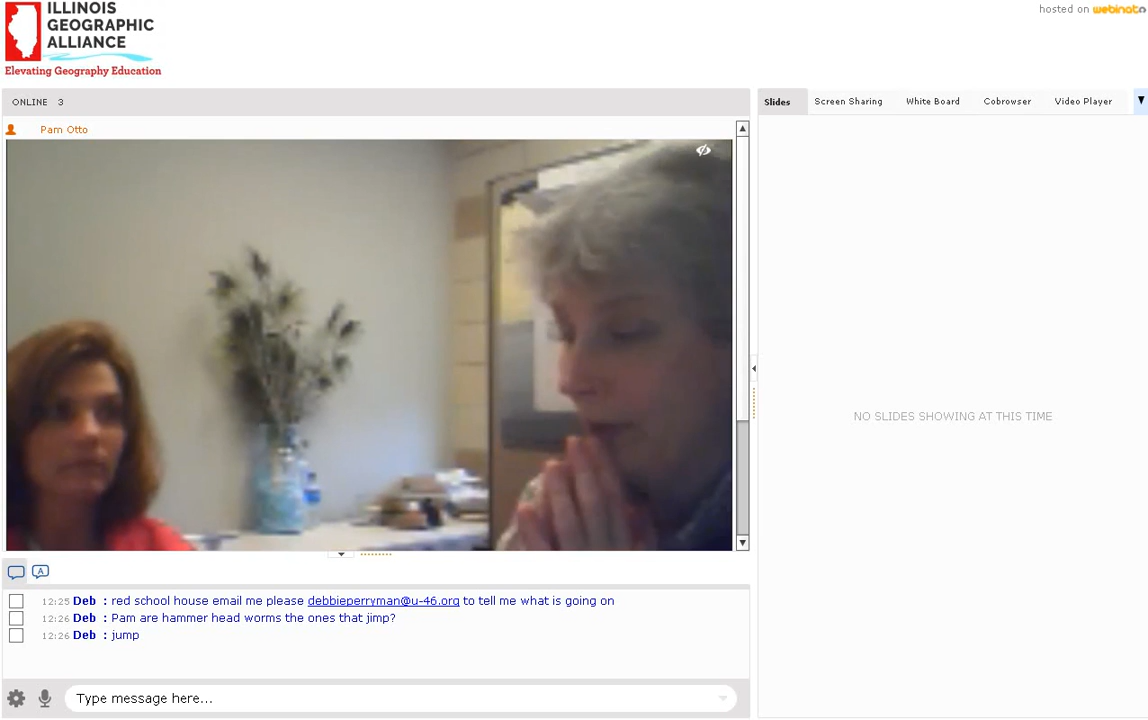 ILLINOIS
GEOGRAPHIC
ALLIANCE
Elevating Geography Education
hosted on webinato
ONLINE 3
Slides Screen Sharing White Board Cobrowser Video Player
Pam Otto
NO SLIDES SHOWING AT THIS TIME
A
12:25 Deb : red school house email me please debbieperryman@u-46.org to tell me what is going on
12:26 Deb : Pam are hammer head worms the ones that jimp?
12:26 Deb : jump
Type message here...